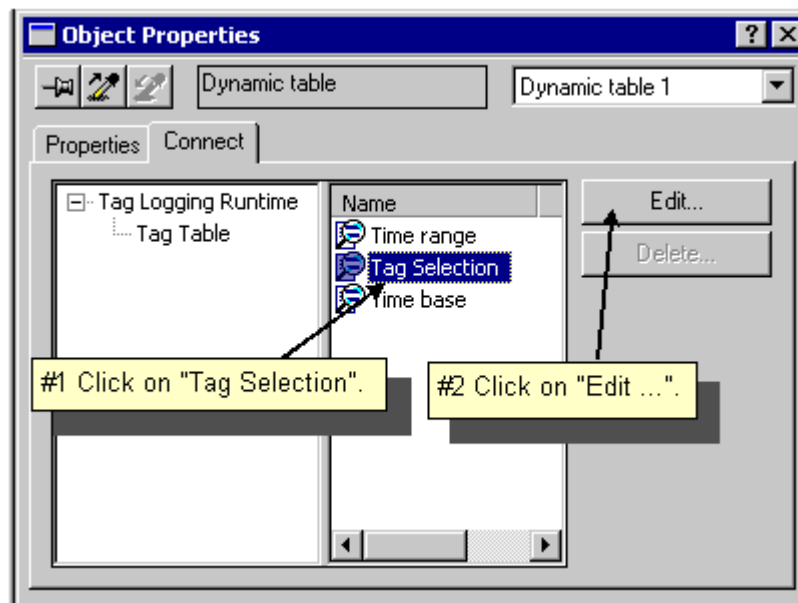 Object Properties
Dynamic table
Dynamic table 1
Properties
Connect
Tag Logging Runtime
Tag Table
Name
Time range
Tag Selection
Time base
Edit...
Delete...
#1 Click on "Tag Selection".
#2 Click on "Edit ...".